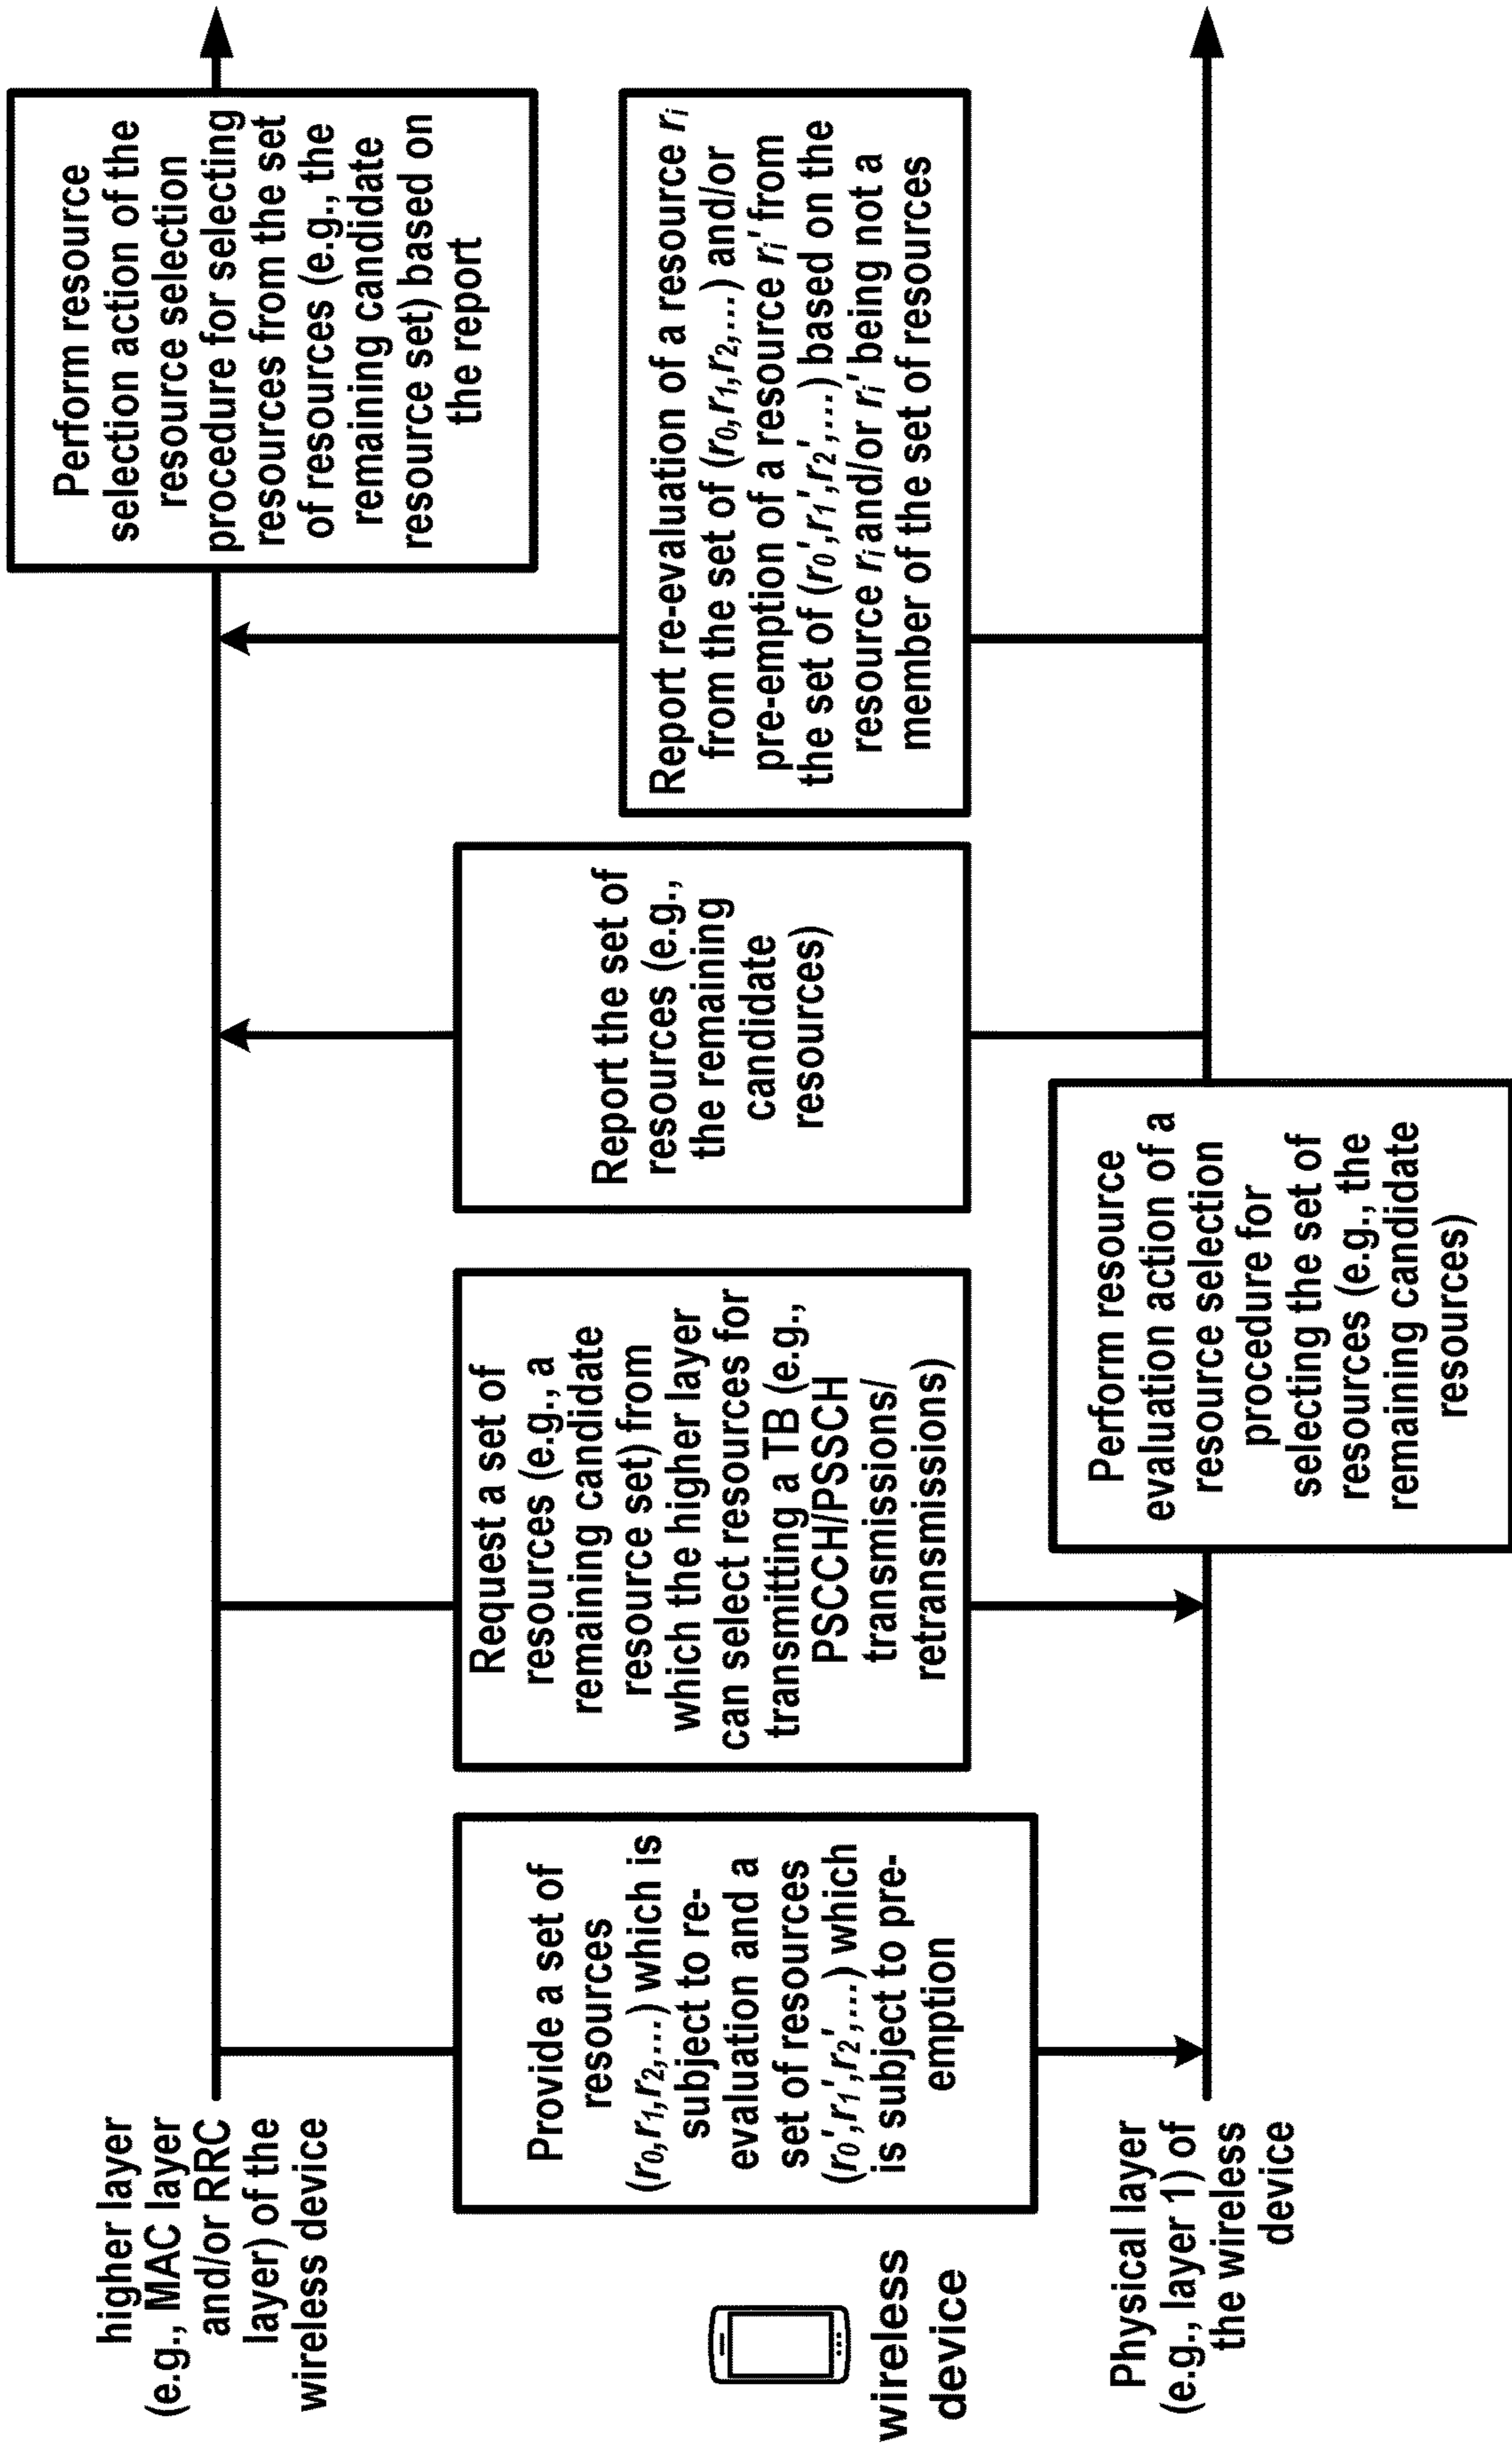 higher layer
(e.g., MAC layer
and/or RRC
layer) of the
wireless device
wireless
device
Physical layer
(e.g., layer 1) of
the wireless
device
Provide a set of
resources
(r0,r1,r2,...) which is
subject to re-
evaluation and a
set of resources
(r0',r1',r2',...) which
is subject to pre-
emption
Request a set of
resources (e.g., a
remaining candidate
resource set) from
which the higher layer
can select resources for
transmitting a TB (e.g.,
PSCCH/PSSCH
transmissions/
retransmissions)
Perform resource
evaluation action of a
resource selection
procedure for
selecting the set of
resources (e.g., the
remaining candidate
resources)
Report the set of
resources (e.g.,
the remaining
candidate
resources)
Report re-evaluation of a resource ri
from the set of (r0,r1,r2,...) and/or
pre-emption of a resource ri' from
the set of (r0',r1',r2',...) based on the
resource ri and/or ri' being not a
member of the set of resources
Perform resource
selection action of the
resource selection
procedure for selecting
resources from the set
of resources (e.g., the
remaining candidate
resource set) based on
the report